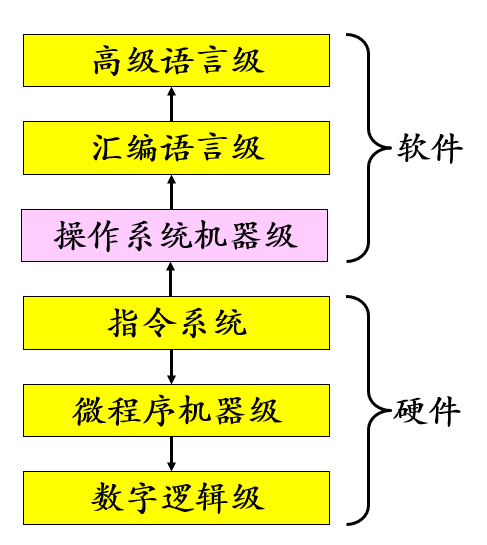 高级语言级
汇编语言级
软件
操作系统机器级
指令系统
微程序机器级
硬件
数字逻辑级